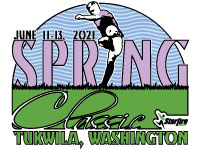 JUNE 11-13, 2021
SPRING
Classic
Starfire
TUKWILA, WASHINGTON